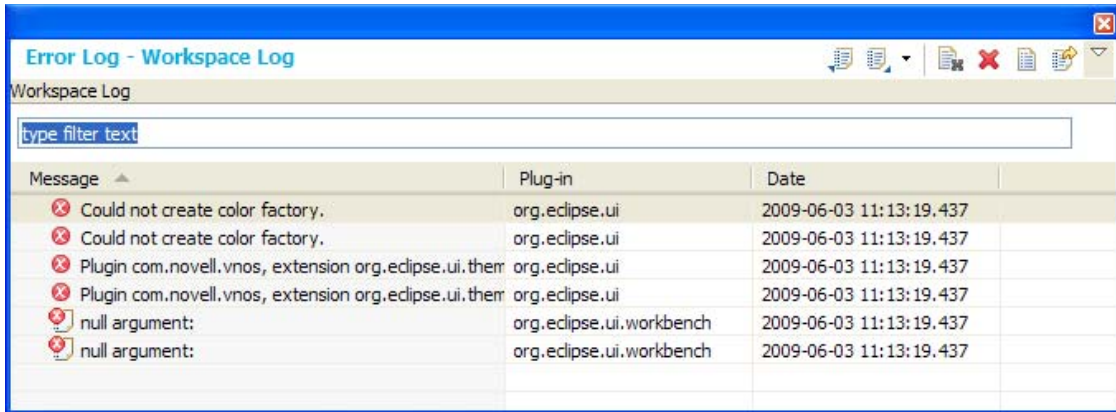 Error Log - Workspace Log
Workspace Log
type filter text
Message Plug-in Date
Could not create color factory. org.eclipse.ui 2009-06-03 11:13:19.437
Could not create color factory. org.eclipse.ui 2009-06-03 11:13:19.437
Plugin com.novell.vnos, extension org.eclipse.ui.them org.eclipse.ui 2009-06-03 11:13:19.437
Plugin com.novell.vnos, extension org.eclipse.ui.them org.eclipse.ui 2009-06-03 11:13:19.437
null argument: org.eclipse.ui.workbench 2009-06-03 11:13:19.437
null argument: org.eclipse.ui.workbench 2009-06-03 11:13:19.437